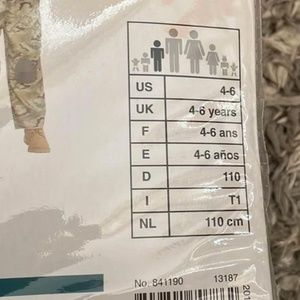 US 4-6
UK 4-6 years
F 4-6 ans
E 4-6 años
D 110
I T1
NL 110 cm
No. 841190 13187